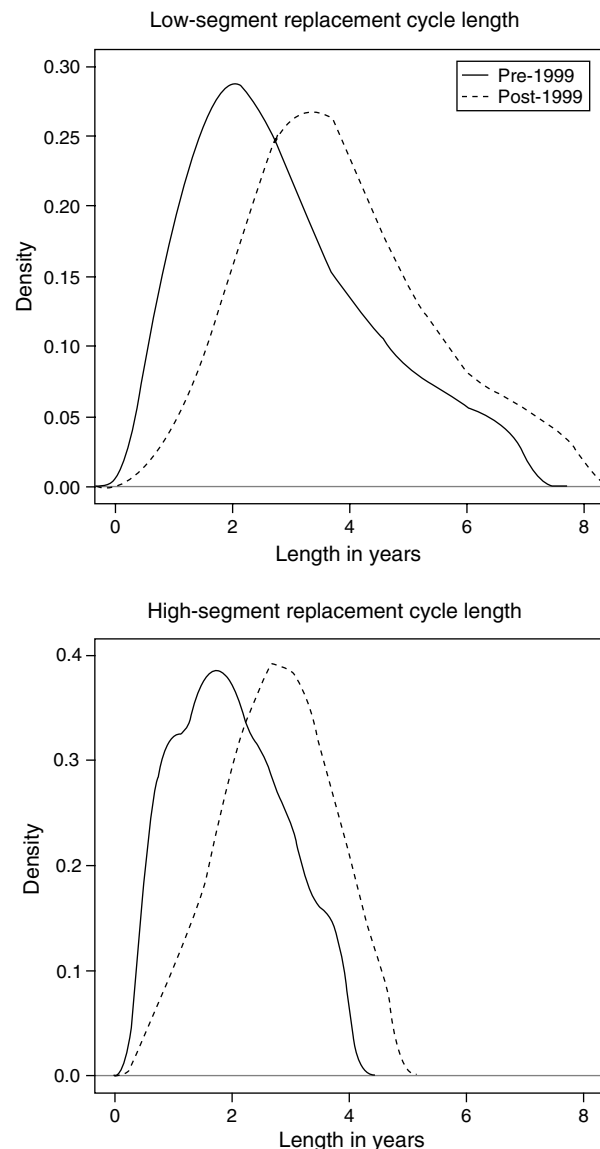 Low-segment replacement cycle length
0.30
0.25
0.20
0.15
0.10
0.05
0.00
Density
Pre-1999
Post-1999
0 2 4 6 8
Length in years
High-segment replacement cycle length
0.4
0.3
0.2
0.1
0.0
Density
0 2 4 6 8
Length in years